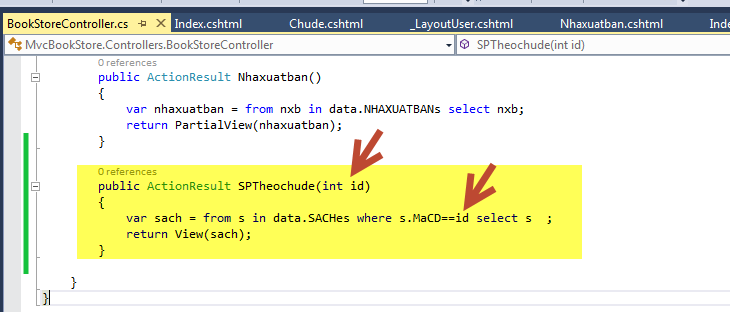 BookStoreController.cs Index.cshtml Chude.cshtml _LayoutUser.cshtml Nhaxuatban.cshtml Inde
MvcBookStore.Controllers.BookStoreController SPTheochude(int id)
0 references
public ActionResult Nhaxuatban()
{
var nhaxuatban = from nxb in data.NHAXUATBANs select nxb;
return PartialView(nhaxuatban);
}
0 references
public ActionResult SPTheochude(int id)
{
var sach = from s in data.SACHes where s.MaCD==id select s ;
return View(sach);
}
}
}